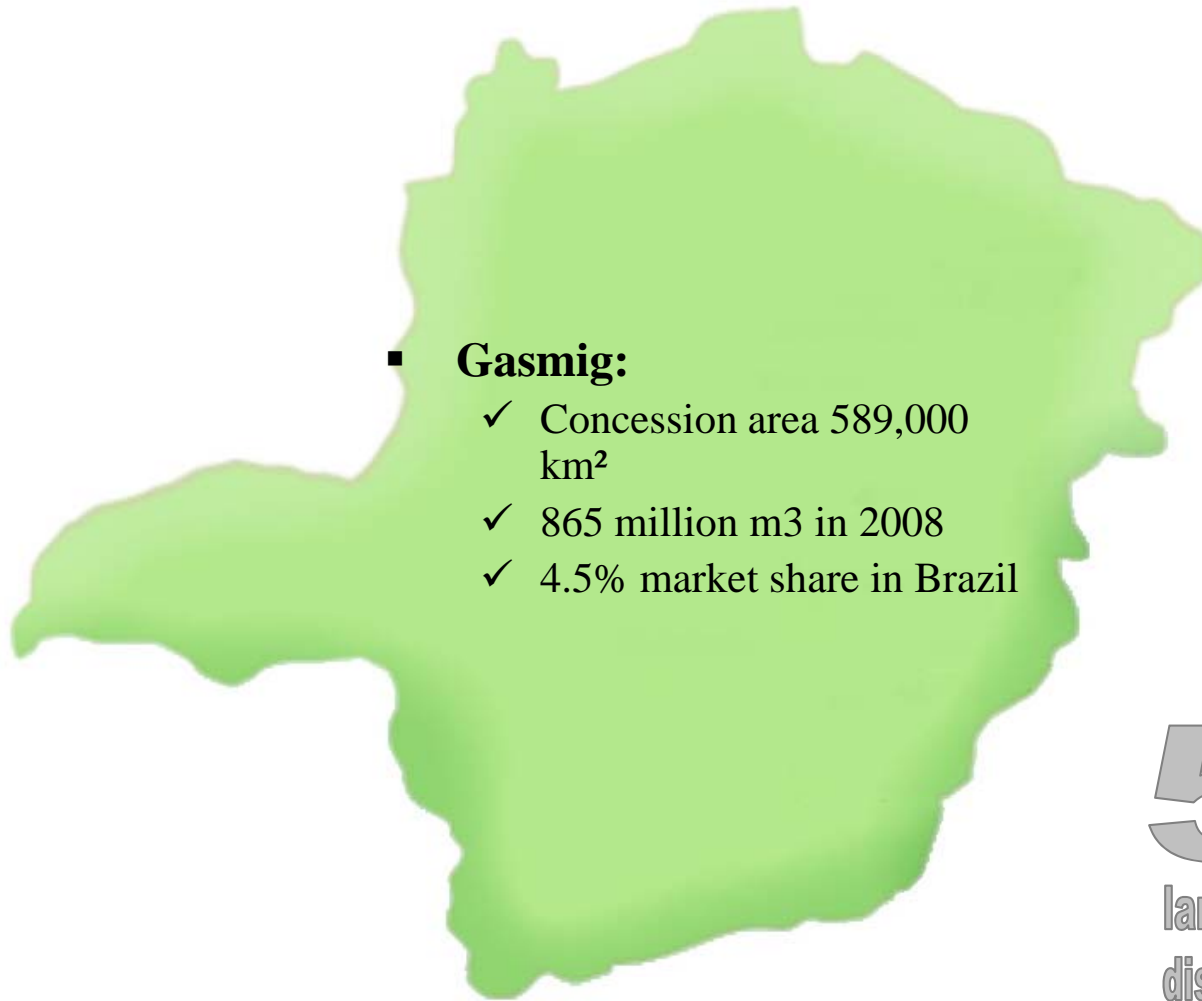 ▪ Gasmig:
✓ Concession area 589,000
km²
✓ 865 million m3 in 2008
✓ 4.5% market share in Brazil